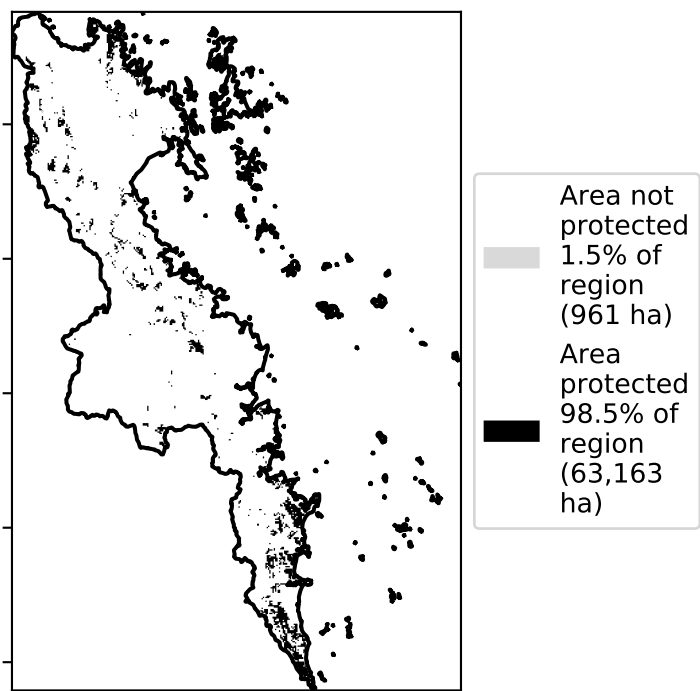 Area not
protected
1.5% of
region
(961 ha)
Area
protected
98.5% of
region
(63,163
ha)